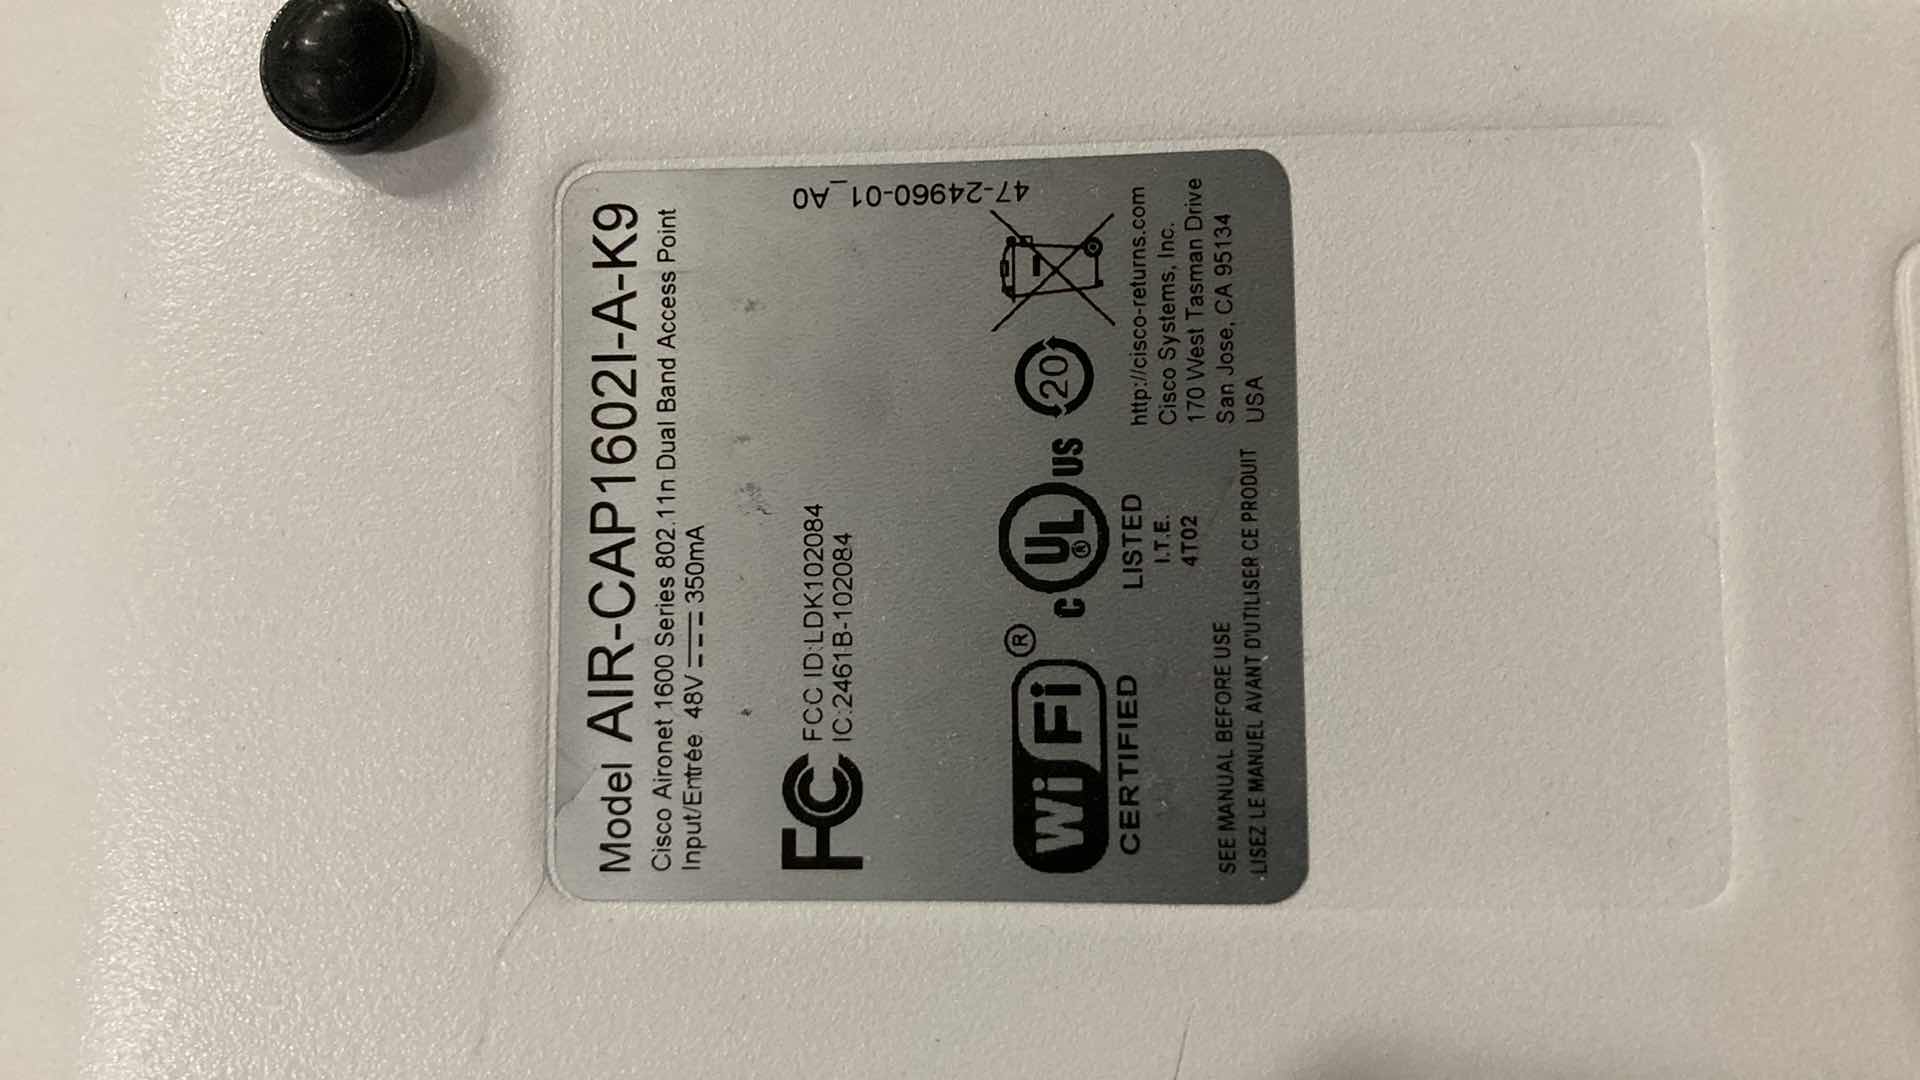 Model AIR-CAP1602I-A-K9
Cisco Aironet 1600 Series 802.11n Dual Band Access Point
Input/Entrée 48V 350mA
FC FCC ID:LDK102084
IC:2461B-102084
47-24960-01_A0
Wi Fi ®
CERTIFIED
c UL ® US
LISTED
I.T.E.
4T02
20
http://cisco-returns.com
Cisco Systems, Inc.
170 West Tasman Drive
San Jose, CA 95134
USA
SEE MANUAL BEFORE USE
LISEZ LE MANUEL AVANT D'UTILISER CE PRODUIT